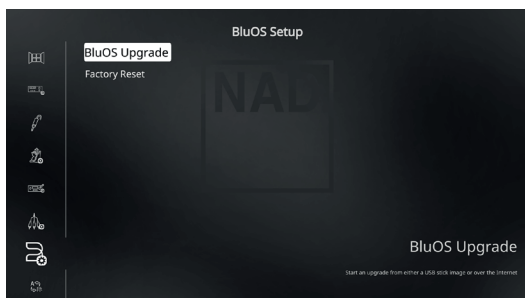 BluOS Setup
BluOS Upgrade
Factory Reset
NAD
BluOS Upgrade
Start an upgrade from either a USB stick image or over the Internet